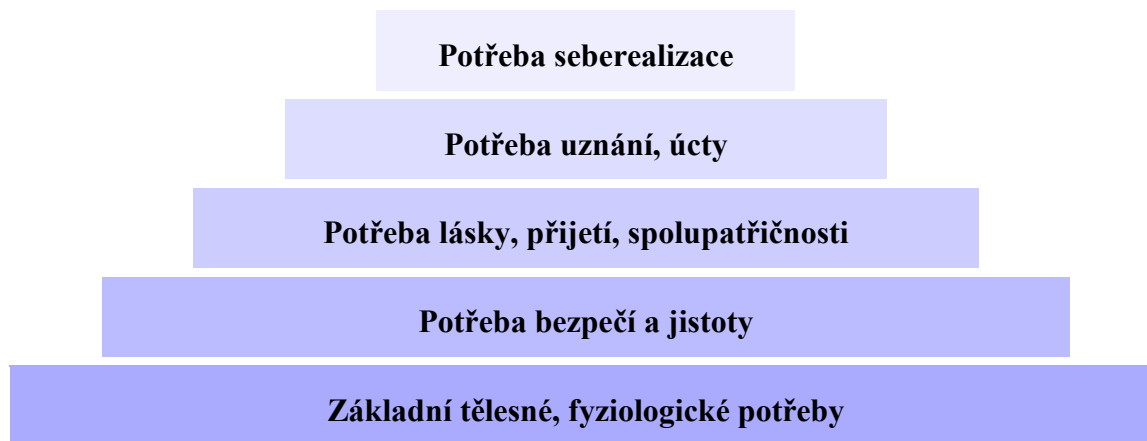 Potřeba seberealizace
Potřeba uznání, úcty
Potřeba lásky, přijetí, spolupatřičnosti
Potřeba bezpečí a jistoty
Základní tělesné, fyziologické potřeby